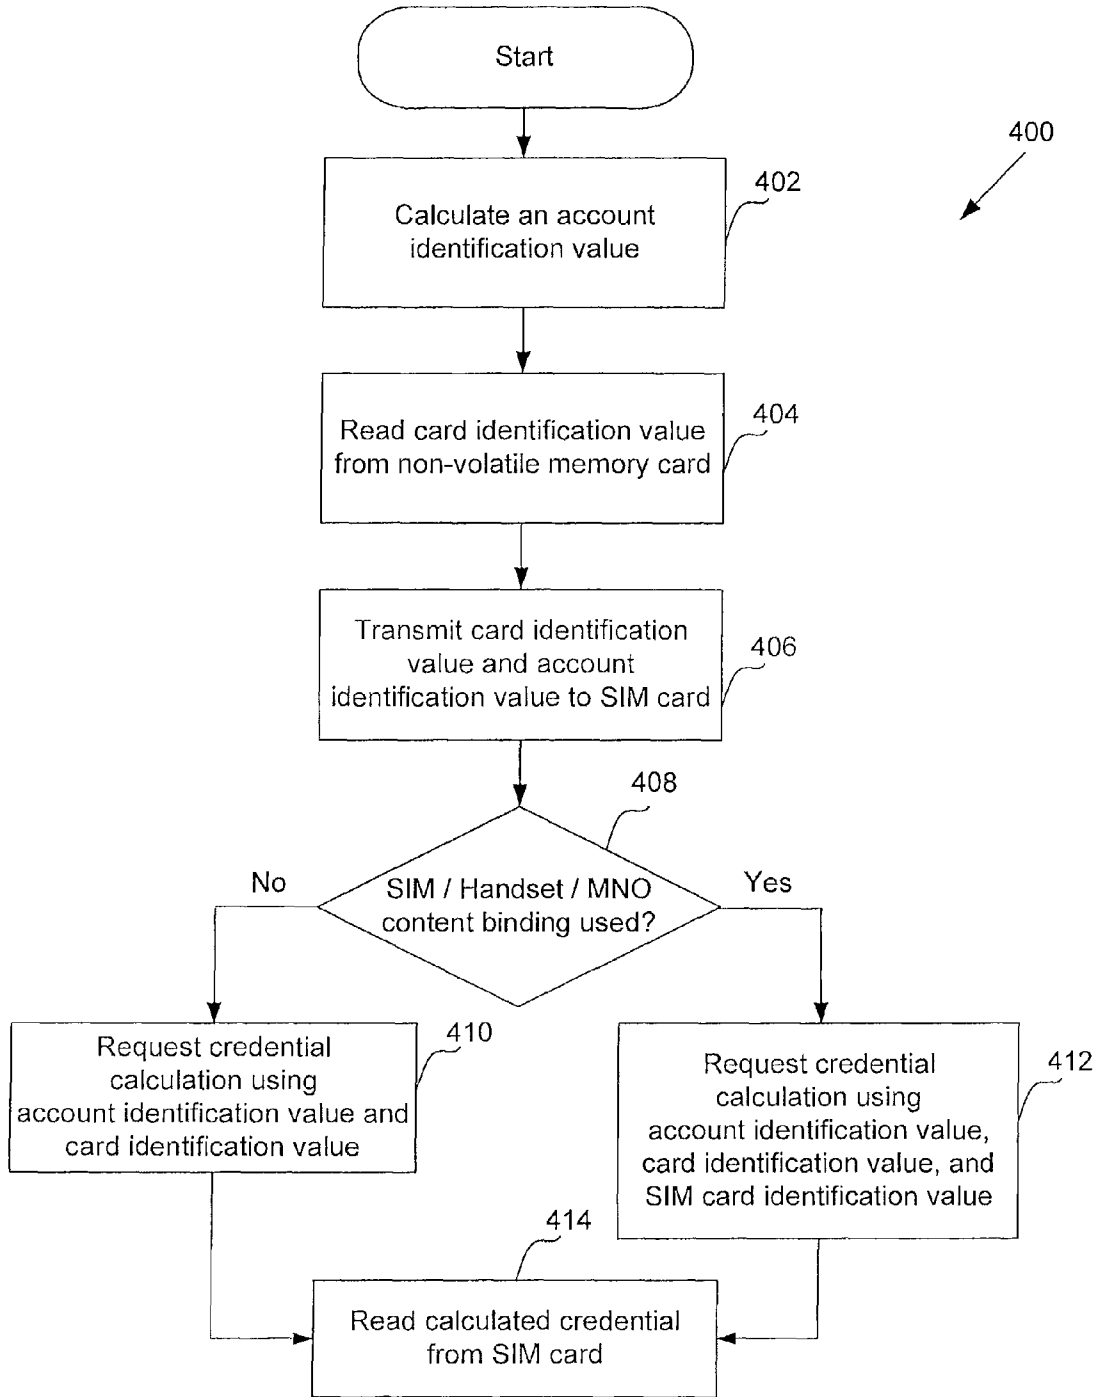 Start
400
402
Calculate an account
identification value
404
Read card identification value
from non-volatile memory card
Transmit card identification
value and account
identification value to SIM card
406
408
No
SIM / Handset / MNO
content binding used?
Yes
410
Request credential
calculation using
account identification value and
card identification value
412
Request credential
calculation using
account identification value,
card identification value, and
SIM card identification value
414
Read calculated credential
from SIM card